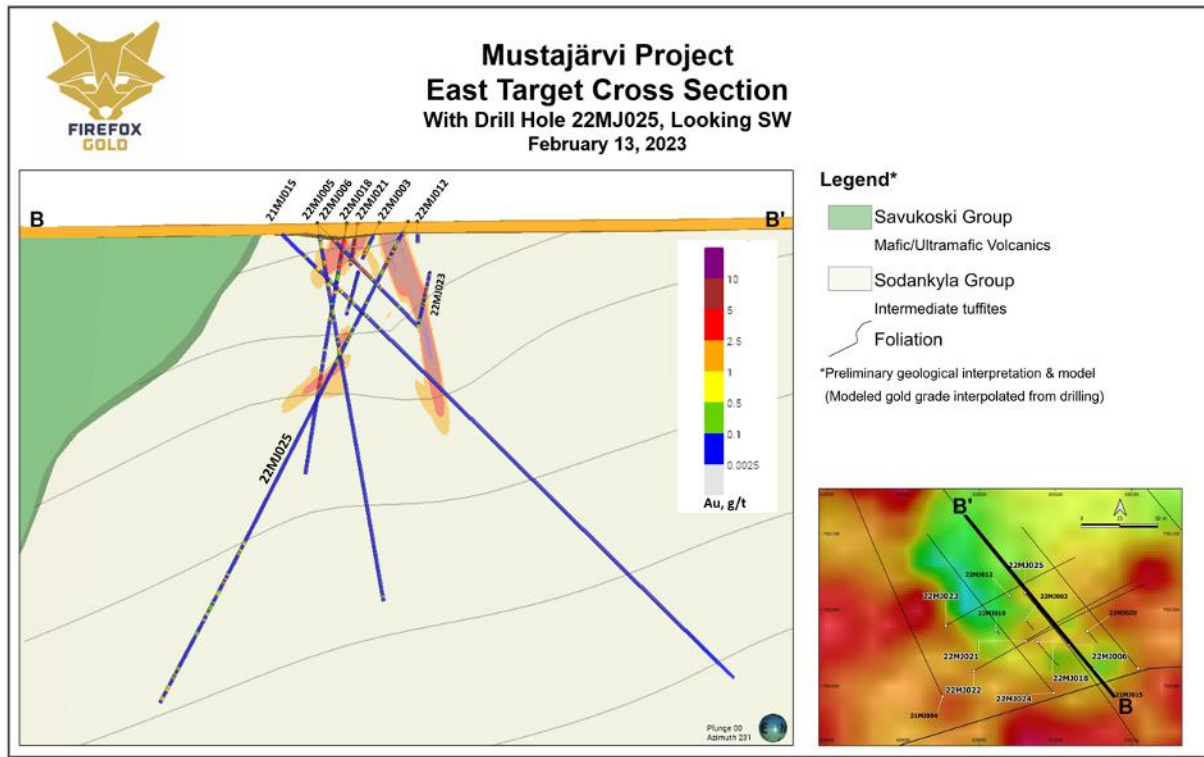 FIREFOX
GOLD
Mustajärvi Project
East Target Cross Section
With Drill Hole 22MJ025, Looking SW
February 13, 2023
B
21MJ015
22MJ005
22MJ006
22MJ018
22MJ021
22MJ003
22MJ012
B'
22MJ023
22MJ025
10
5
2.5
1
0.5
0.1
0.0025
Au, g/t
Plunge 00
Azimuth 231
Legend*
Savukoski Group
Mafic/Ultramafic Volcanics
Sodankyla Group
Intermediate tuffites
Foliation
*Preliminary geological interpretation & model
(Modeled gold grade interpolated from drilling)
B'
22MJ025
22MJ012
22MJ023
22MJ003
22MJ010
22MJ020
22MJ021
22MJ006
22MJ018
22MJ022
22MJ024
21MJ015
21MJ004
B